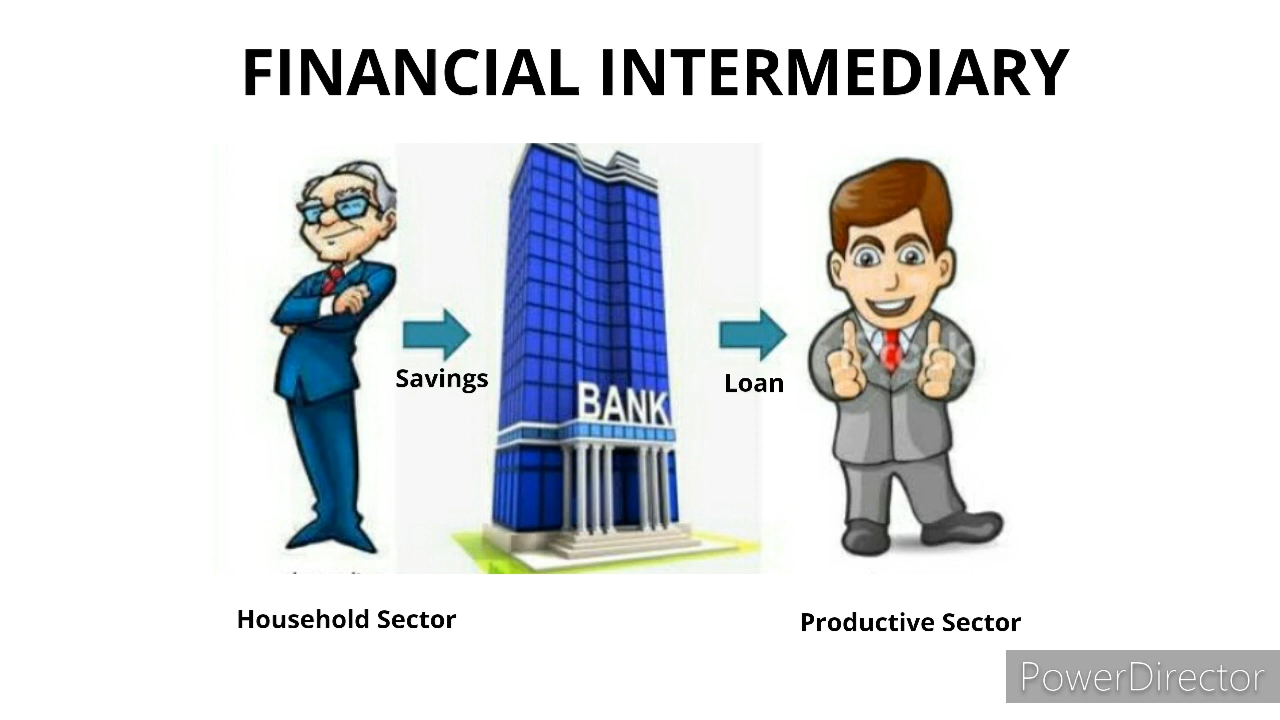 FINANCIAL INTERMEDIARY
Savings
BANK
Loan
Household Sector
Productive Sector
PowerDirector